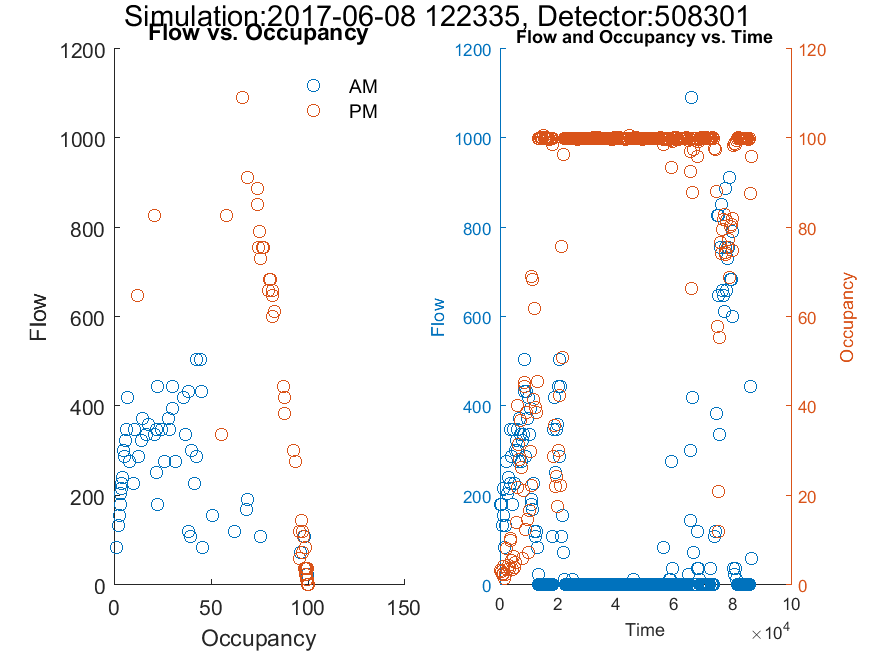 Simulation:2017-06-08 122335, Detector:508301
Flow vs. Occupancy
1200
1000
800
600
400
200
0
0 50 100 150
Flow
Occupancy
AM
PM
Flow and Occupancy vs. Time
1200
1000
800
600
400
200
0
120
100
80
60
40
20
0
0 2 4 6 8 10
×10^4
Flow
Occupancy
Time